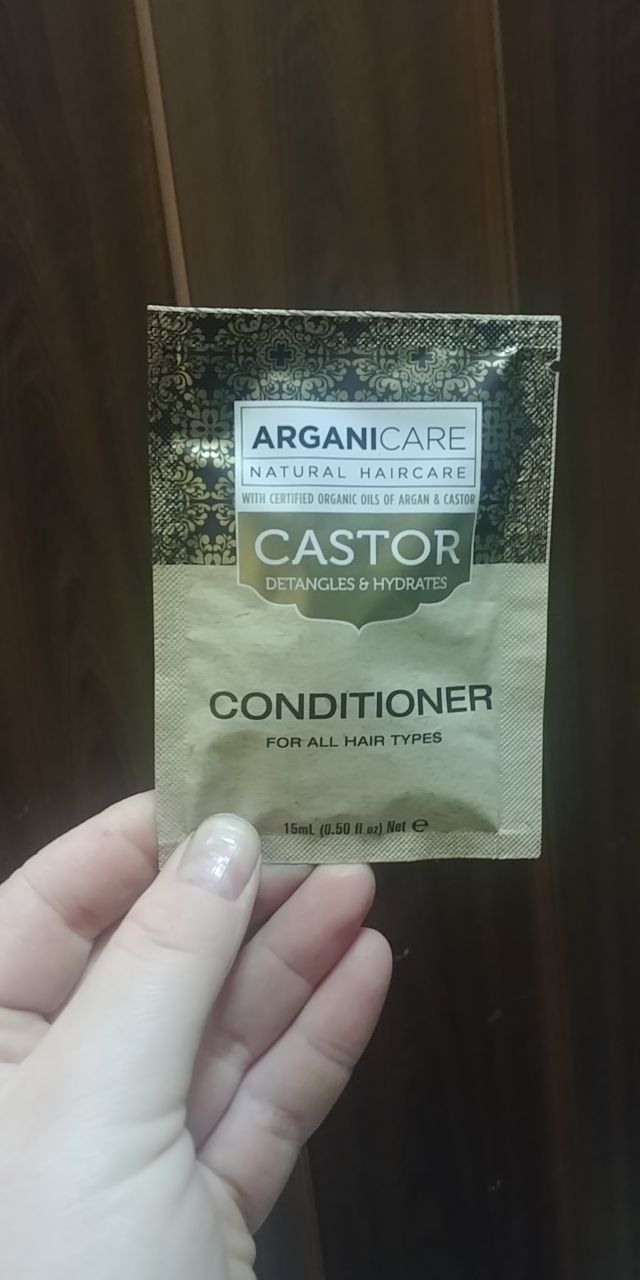 ARGANICARE
NATURAL HAIRCARE
WITH CERTIFIED ORGANIC OILS OF ARGAN & CASTOR
CASTOR
DETANGLES & HYDRATES
CONDITIONER
FOR ALL HAIR TYPES
15mL (0.50 fl oz) Net ℮